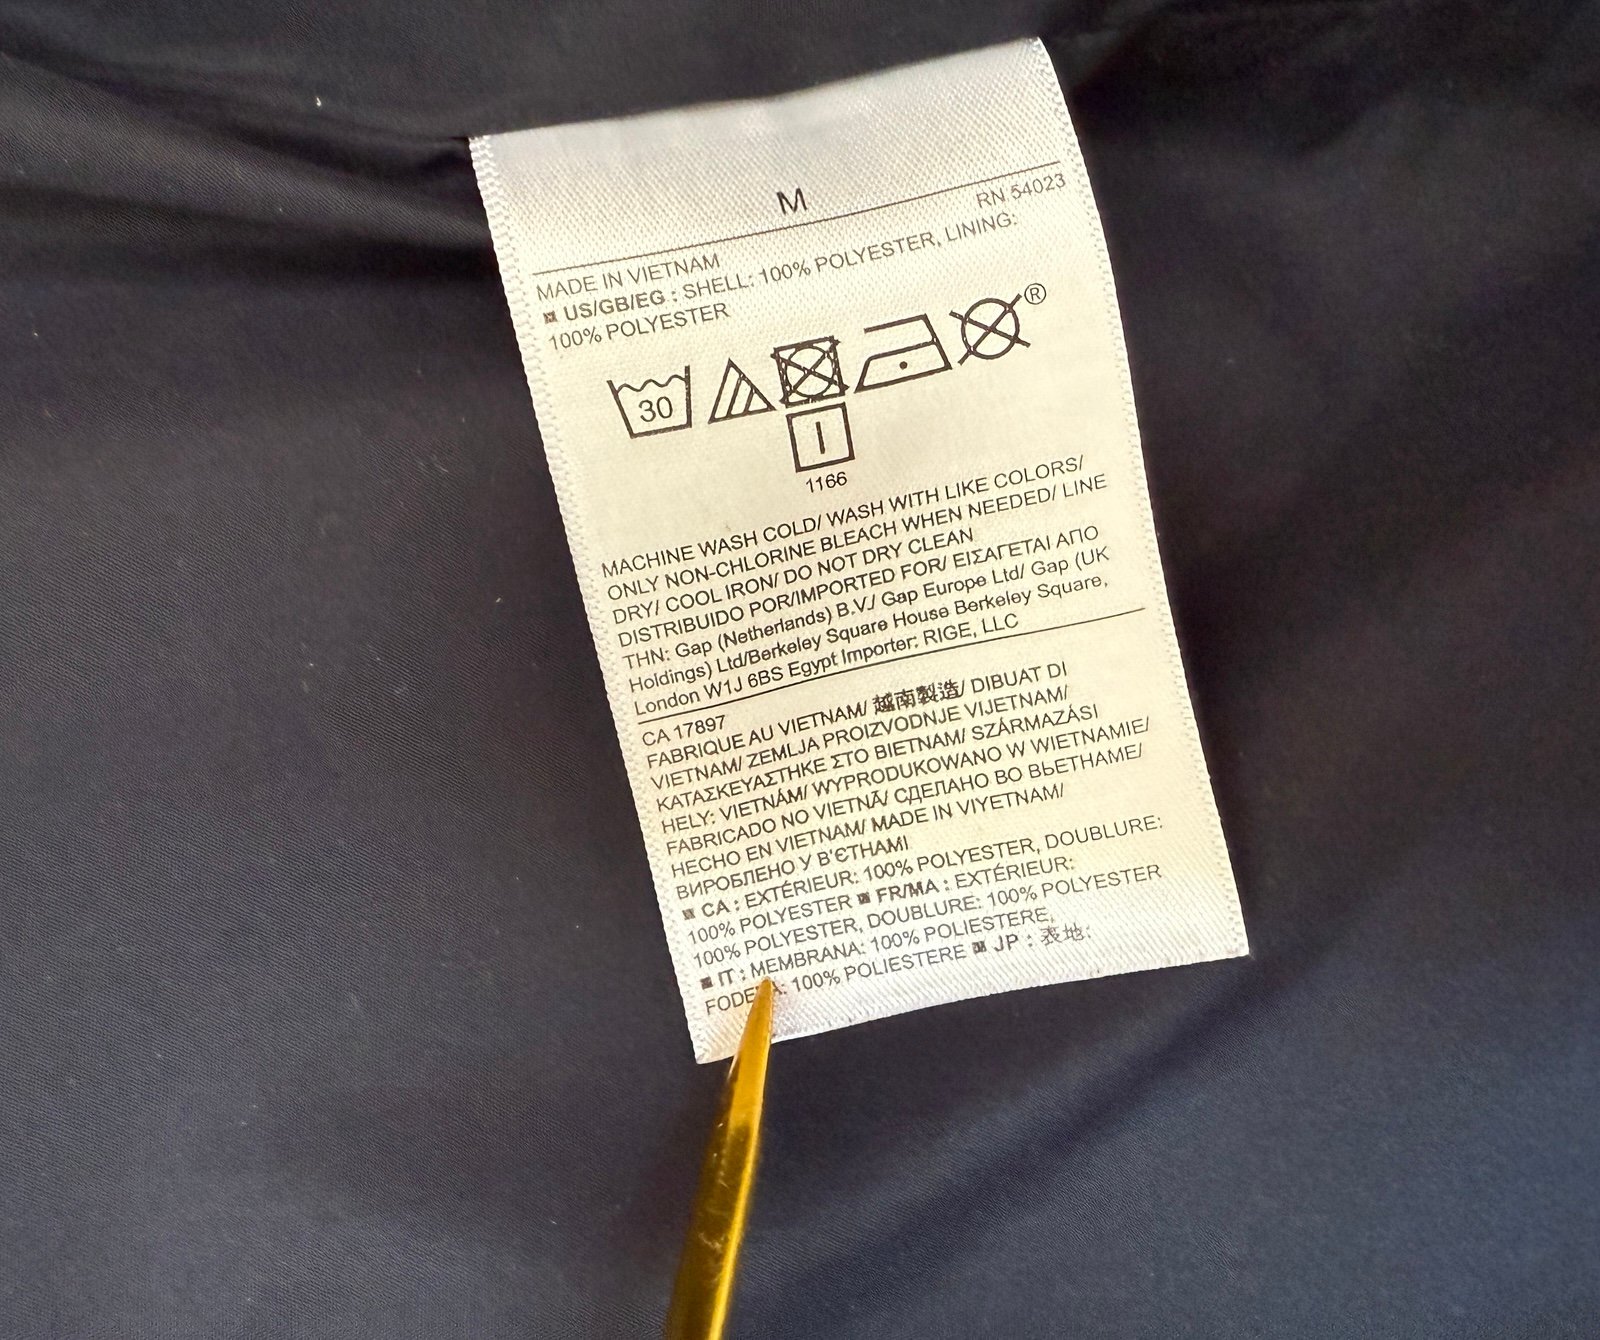 M
RN 54023
MADE IN VIETNAM
US/GB/EG : SHELL: 100% POLYESTER, LINING:
100% POLYESTER
30
®
1166
MACHINE WASH COLD/ WASH WITH LIKE COLORS/
ONLY NON-CHLORINE BLEACH WHEN NEEDED/ LINE
DRY/ COOL IRON/ DO NOT DRY CLEAN
DISTRIBUIDO POR/IMPORTED FOR/ ΕΙΣΑΓΕΤΑΙ ΑΠΟ
THN: Gap (Netherlands) B.V./ Gap Europe Ltd/ Gap (UK
Holdings) Ltd/Berkeley Square House Berkeley Square,
London W1J 6BS Egypt Importer: RIGE, LLC
CA 17897
FABRIQUE AU VIETNAM/ 越南製造/ DIBUAT DI
VIETNAM/ ZEMLJA PROIZVODNJE VIJETNAM/
ΚΑΤΑΣΚΕΥΑΣΤΗΚΕ ΣΤΟ ΒΙΕΤΝΑΜ/ SZÁRMAZÁSI
HELY: VIETNÁM/ WYPRODUKOWANO W WIETNAMIE/
FABRICADO NO VIETNÃ/ СДЕЛАНО ВО ВЬЕТНАМЕ/
HECHO EN VIETNAM/ MADE IN VIYETNAM/
ВИРОБЛЕНО У В'ЄТНАМІ
CA : EXTÉRIEUR: 100% POLYESTER, DOUBLURE:
100% POLYESTER FR/MA : EXTÉRIEUR:
100% POLYESTER, DOUBLURE: 100% POLYESTER
IT : MEMBRANA: 100% POLIESTERE,
100% POLIESTERE JP : 表地: